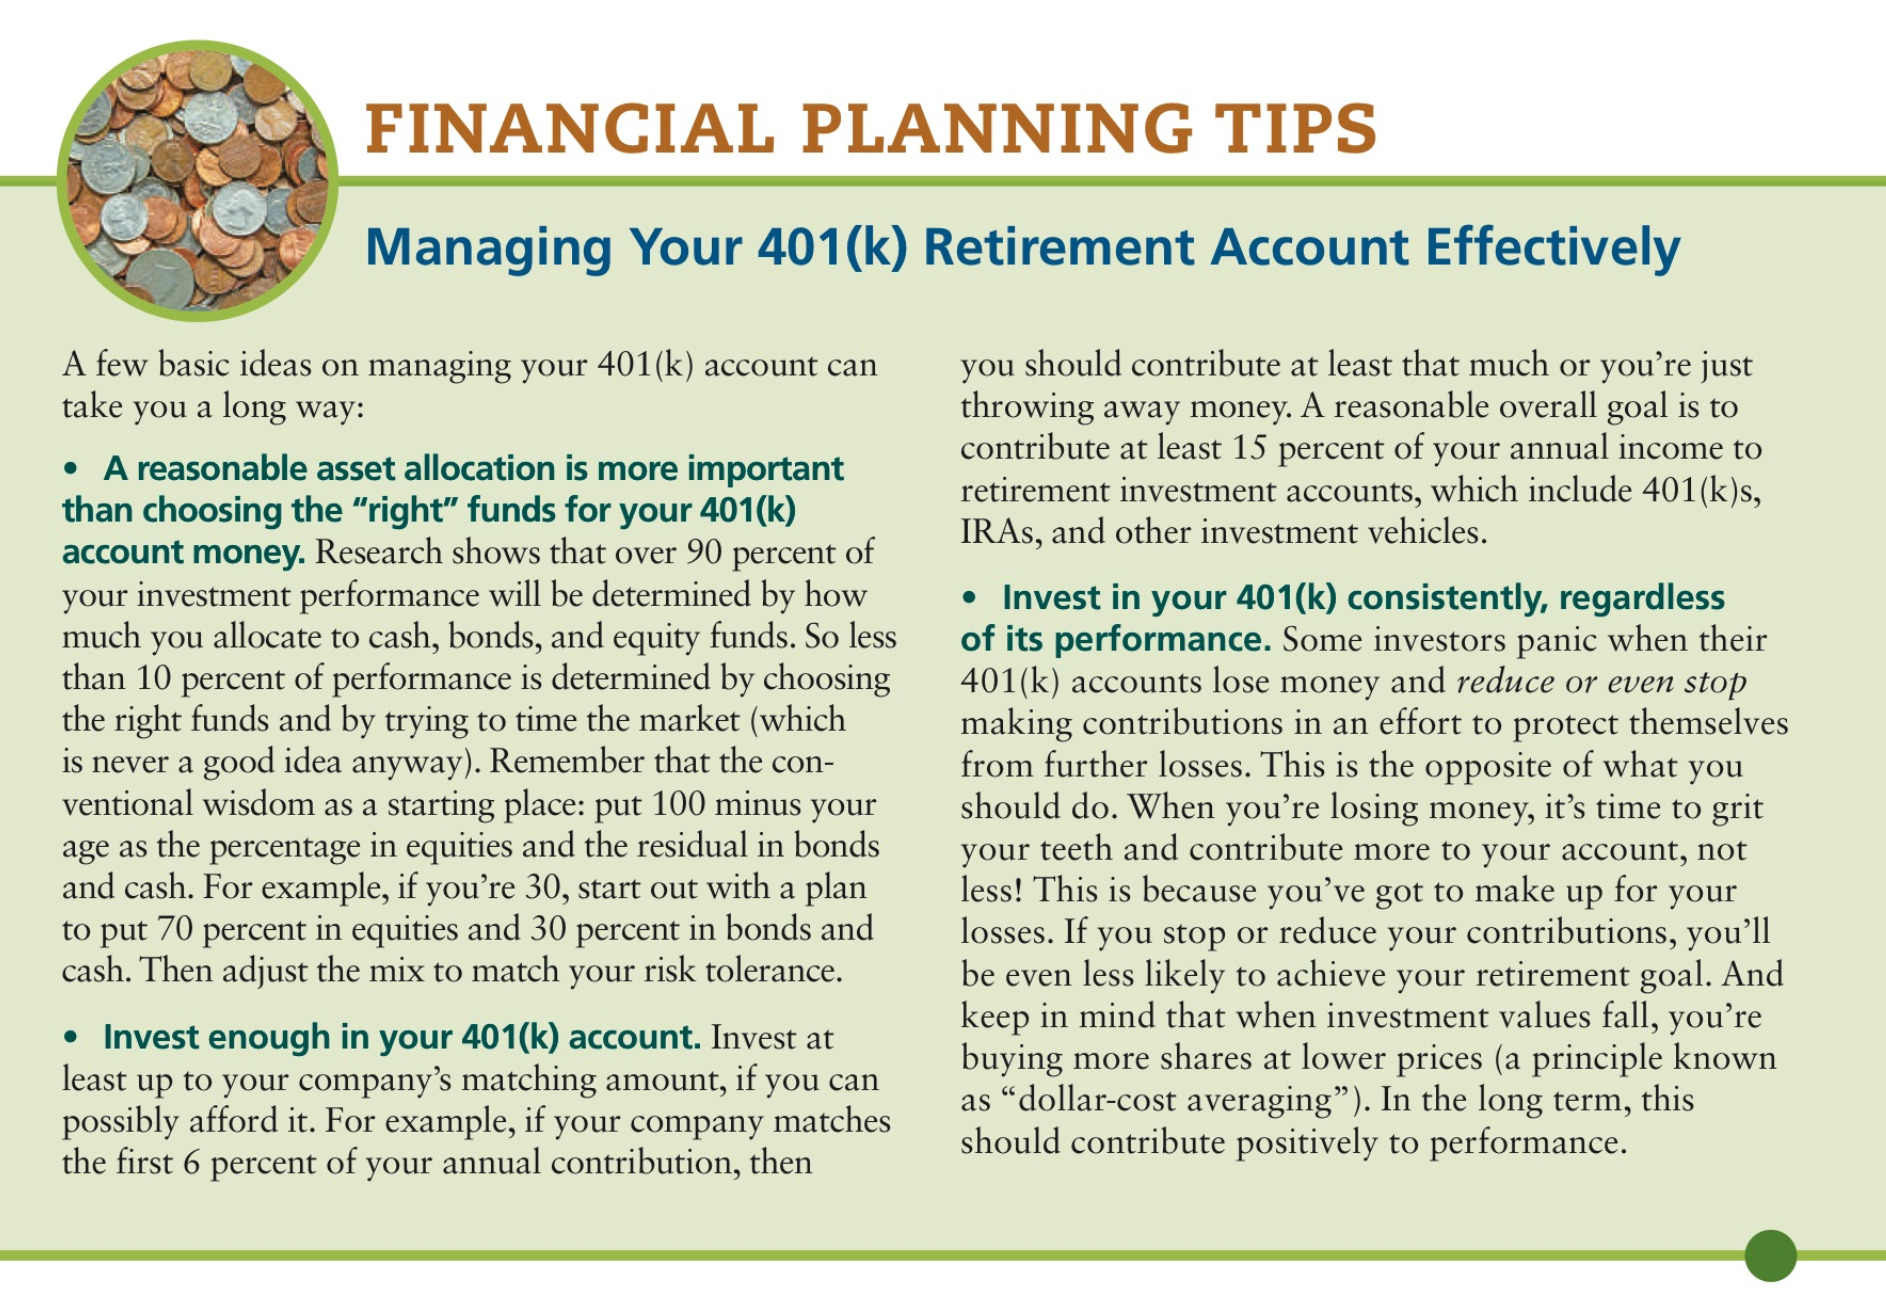 FINANCIAL PLANNING TIPS
Managing Your 401(k) Retirement Account Effectively
A few basic ideas on managing your 401(k) account can
take you a long way:
• A reasonable asset allocation is more important
than choosing the “right” funds for your 401(k)
account money. Research shows that over 90 percent of
your investment performance will be determined by how
much you allocate to cash, bonds, and equity funds. So less
than 10 percent of performance is determined by choosing
the right funds and by trying to time the market (which
is never a good idea anyway). Remember that the con-
ventional wisdom as a starting place: put 100 minus your
age as the percentage in equities and the residual in bonds
and cash. For example, if you’re 30, start out with a plan
to put 70 percent in equities and 30 percent in bonds and
cash. Then adjust the mix to match your risk tolerance.
• Invest enough in your 401(k) account. Invest at
least up to your company’s matching amount, if you can
possibly afford it. For example, if your company matches
the first 6 percent of your annual contribution, then
you should contribute at least that much or you’re just
throwing away money. A reasonable overall goal is to
contribute at least 15 percent of your annual income to
retirement investment accounts, which include 401(k)s,
IRAs, and other investment vehicles.
• Invest in your 401(k) consistently, regardless
of its performance. Some investors panic when their
401(k) accounts lose money and reduce or even stop
making contributions in an effort to protect themselves
from further losses. This is the opposite of what you
should do. When you’re losing money, it’s time to grit
your teeth and contribute more to your account, not
less! This is because you’ve got to make up for your
losses. If you stop or reduce your contributions, you’ll
be even less likely to achieve your retirement goal. And
keep in mind that when investment values fall, you’re
buying more shares at lower prices (a principle known
as “dollar-cost averaging”). In the long term, this
should contribute positively to performance.